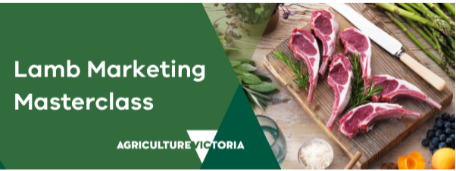 Lamb Marketing
Masterclass
AGRICULTURE VICTORIA